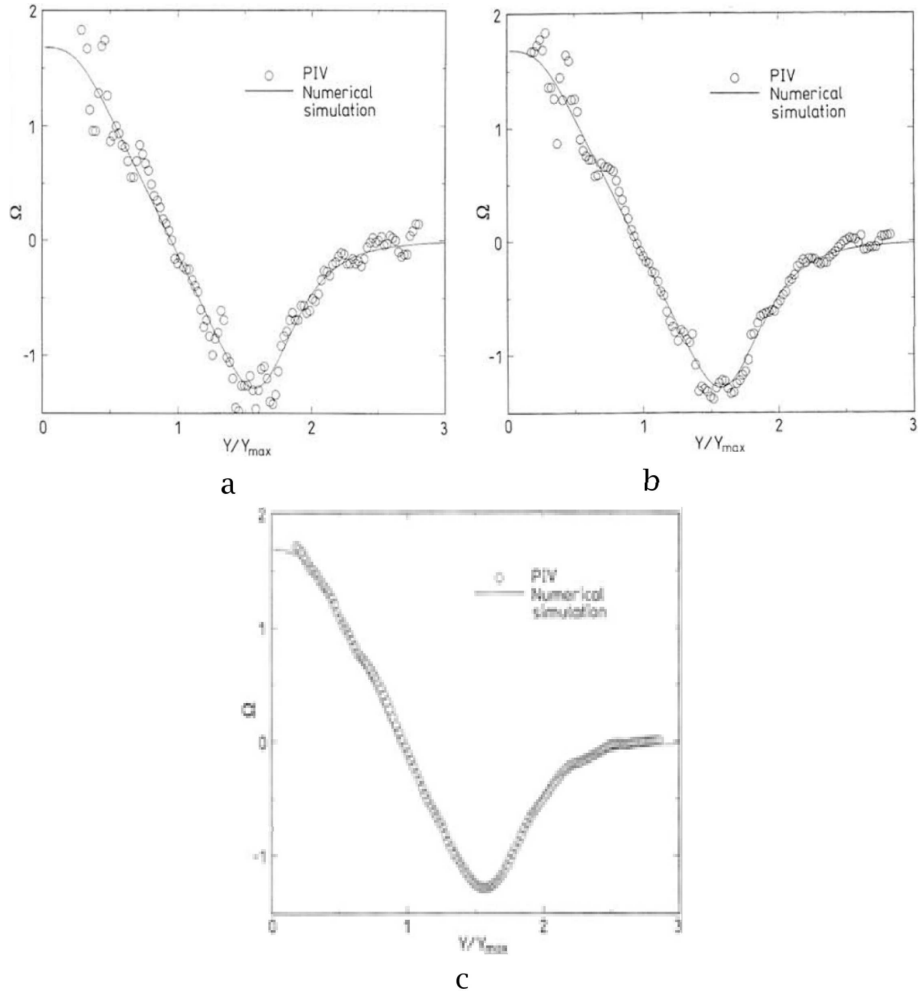 2
1
0
-1
Ω
0
1
2
3
Y/Ymax
○ PIV
Numerical
simulation
a
2
1
0
-1
Ω
0
1
2
3
Y/Ymax
○ PIV
Numerical
simulation
b
2
1
0
-1
Ω
0
1
2
3
Y/Ymax
○ PIV
Numerical
simulation
c